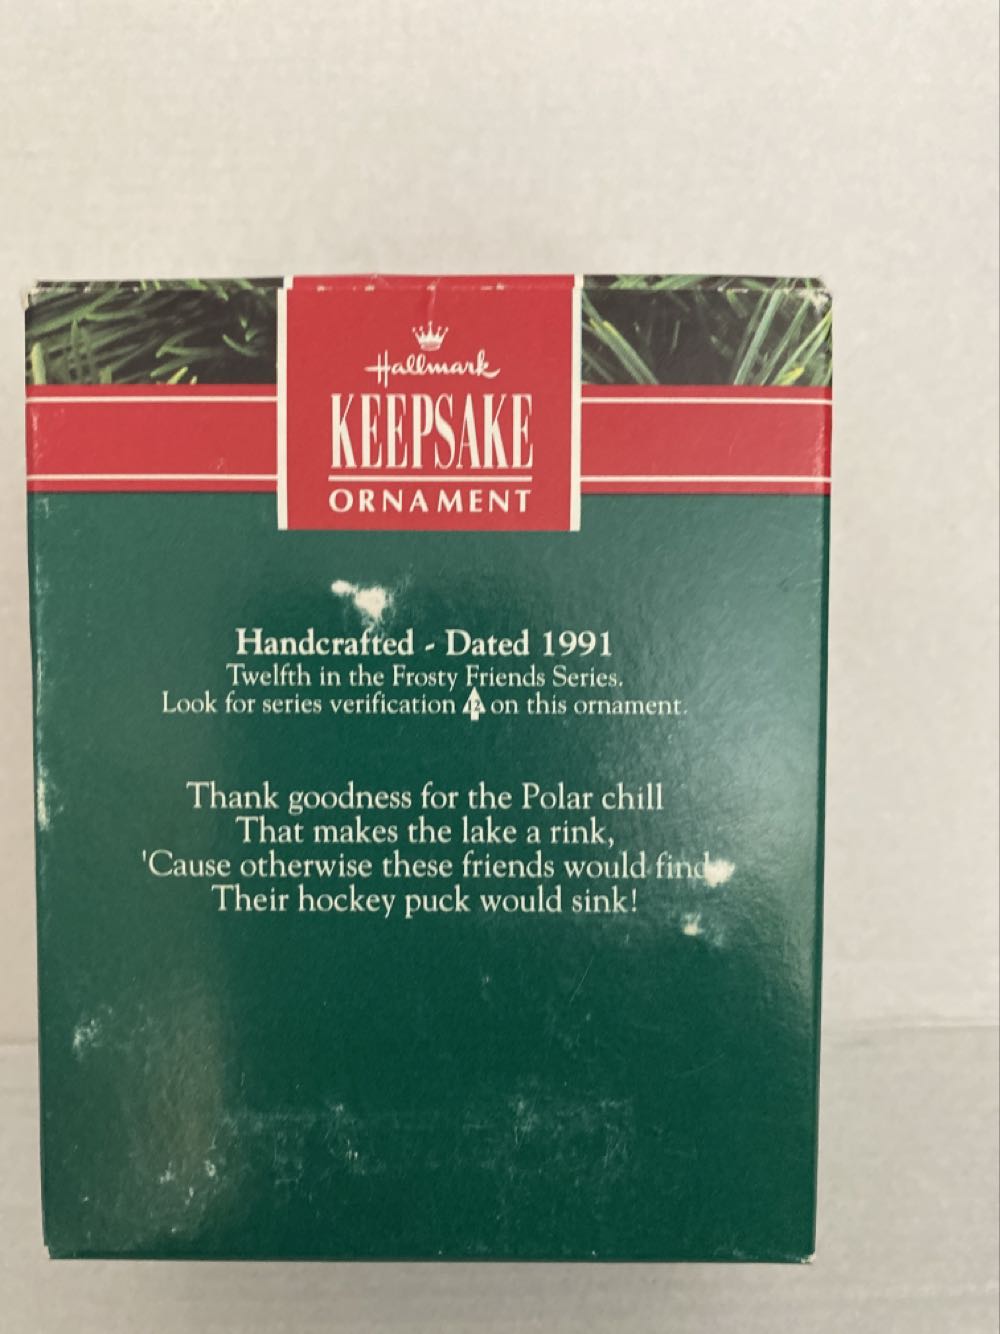 Hallmark
KEEPSAKE
ORNAMENT
Handcrafted - Dated 1991
Twelfth in the Frosty Friends Series.
Look for series verification 12 on this ornament.
Thank goodness for the Polar chill
That makes the lake a rink,
'Cause otherwise these friends would find
Their hockey puck would sink!